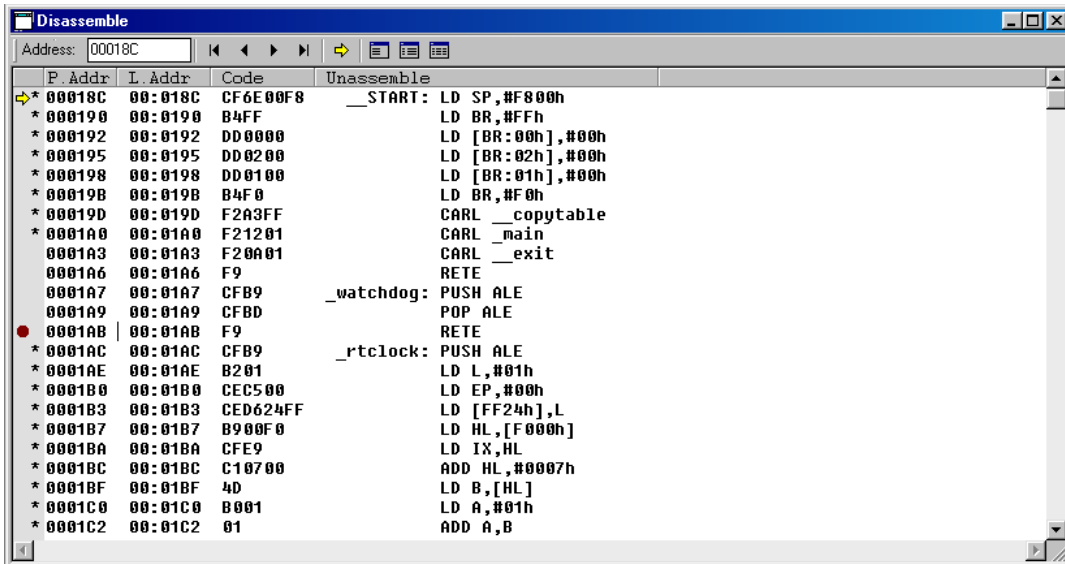 Disassemble
Address: 00018C
P.Addr L.Addr Code Unassemble
* 00018C 00:018C CF6E00F8 __START: LD SP,#F800h
* 000190 00:0190 B4FF LD BR,#FFh
* 000192 00:0192 DD0000 LD [BR:00h],#00h
* 000195 00:0195 DD0200 LD [BR:02h],#00h
* 000198 00:0198 DD0100 LD [BR:01h],#00h
* 00019B 00:019B B4F0 LD BR,#F0h
* 00019D 00:019D F2A3FF CARL __copytable
* 0001A0 00:01A0 F21201 CARL _main
0001A3 00:01A3 F20A01 CARL __exit
0001A6 00:01A6 F9 RETE
0001A7 00:01A7 CFB9 _watchdog: PUSH ALE
0001A9 00:01A9 CFBD POP ALE
0001AB 00:01AB F9 RETE
* 0001AC 00:01AC CFB9 _rtclock: PUSH ALE
* 0001AE 00:01AE B201 LD L,#01h
* 0001B0 00:01B0 CEC500 LD EP,#00h
* 0001B3 00:01B3 CED624FF LD [FF24h],L
* 0001B7 00:01B7 B900F0 LD HL,[F000h]
* 0001BA 00:01BA CFE9 LD IX,HL
* 0001BC 00:01BC C10700 ADD HL,#0007h
* 0001BF 00:01BF 4D LD B,[HL]
* 0001C0 00:01C0 B001 LD A,#01h
* 0001C2 00:01C2 01 ADD A,B